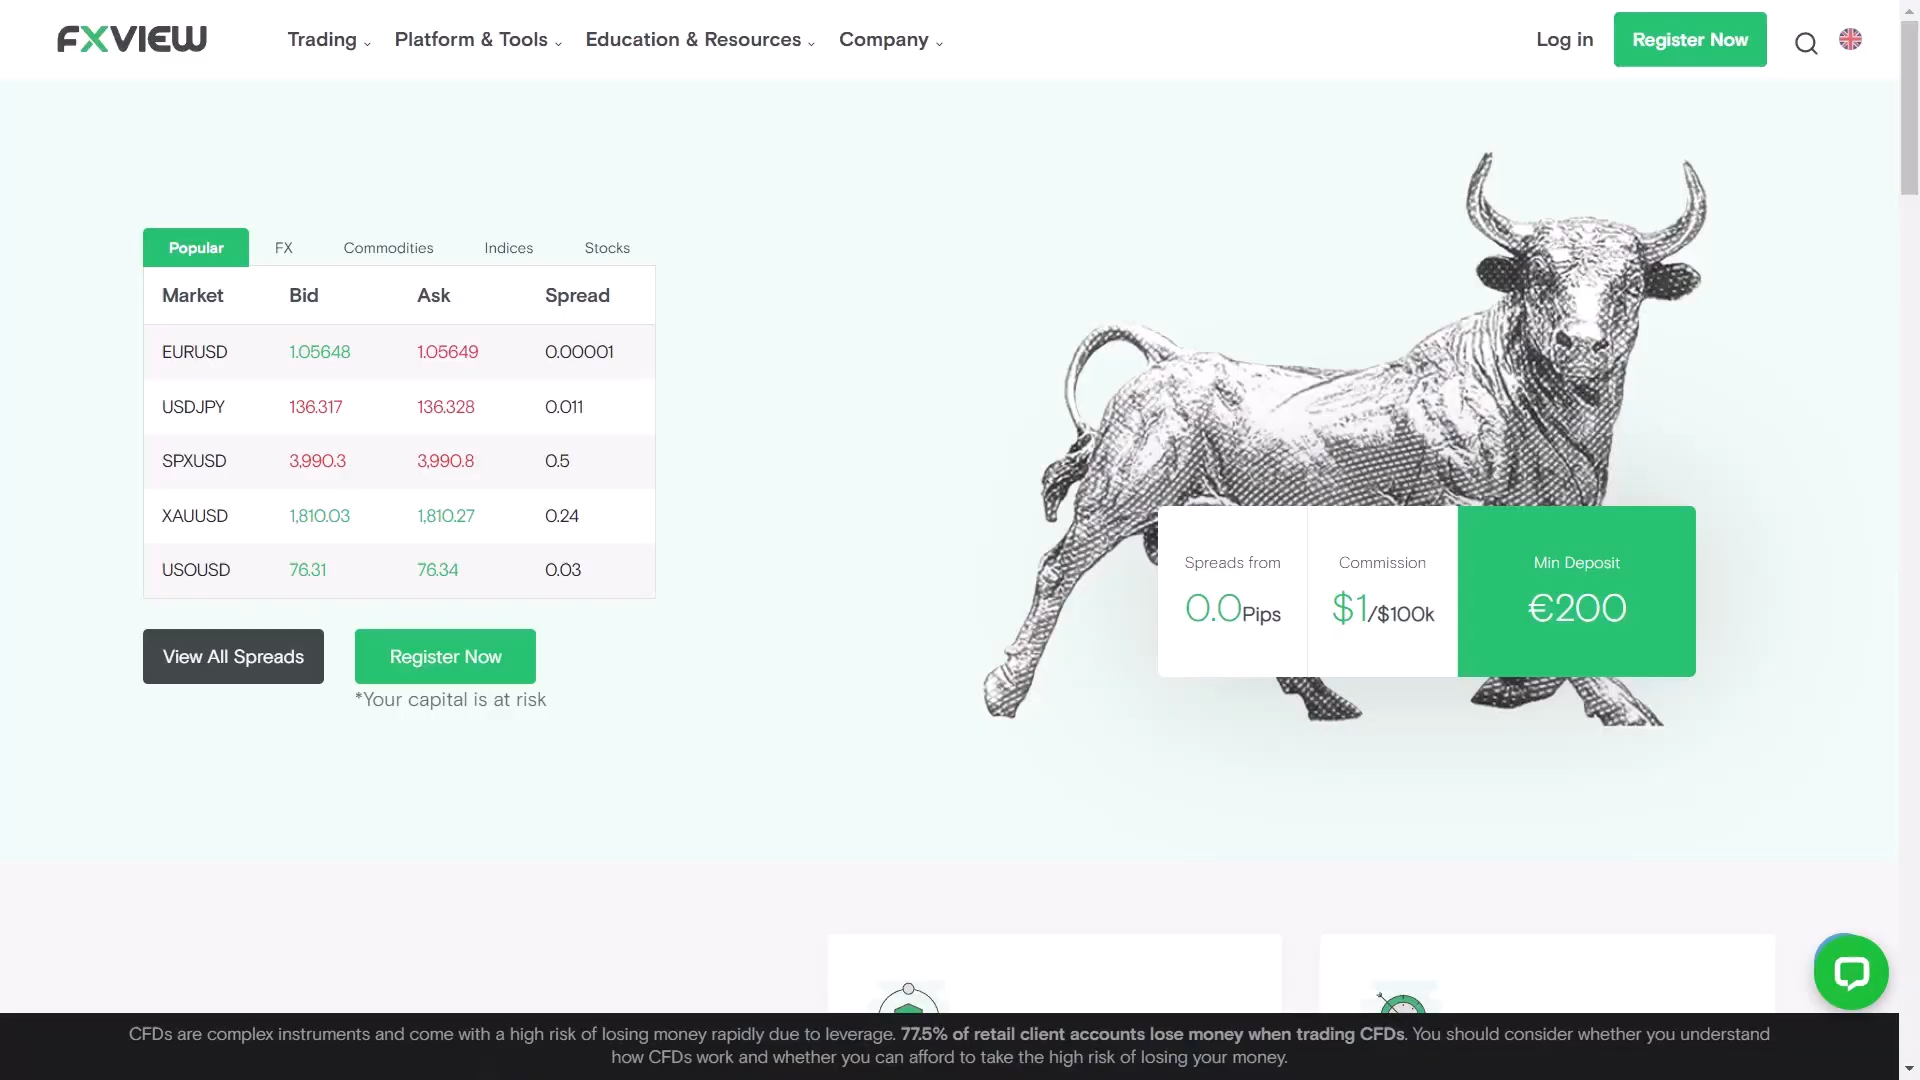 FXVIEW
Trading Platform & Tools Education & Resources Company Log in Register Now
Popular FX Commodities Indices Stocks
Market Bid Ask Spread
EURUSD 1.05648 1.05649 0.00001
USDJPY 136.317 136.328 0.011
SPXUSD 3,990.3 3,990.8 0.5
XAUUSD 1,810.03 1,810.27 0.24
USOUSD 76.31 76.34 0.03
View All Spreads Register Now
*Your capital is at risk
Spreads from Commission Min Deposit
0.0Pips $1/$100k €200
CFDs are complex instruments and come with a high risk of losing money rapidly due to leverage. 77.5% of retail client accounts lose money when trading CFDs. You should consider whether you understand
how CFDs work and whether you can afford to take the high risk of losing your money.